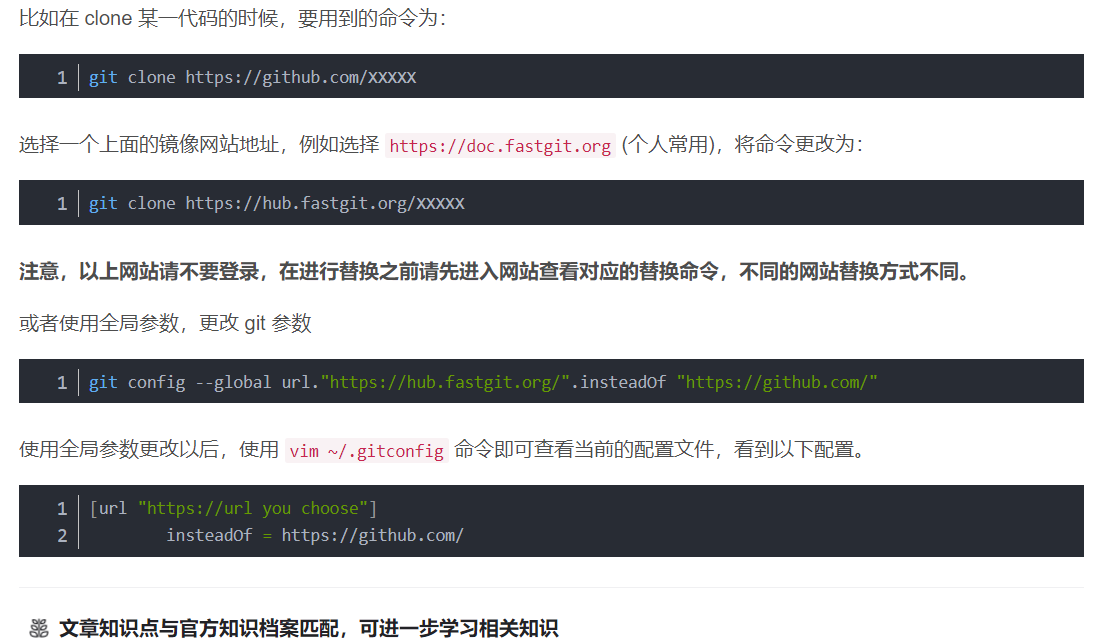 比如在 clone 某一代码的时候，要用到的命令为：
1 git clone https://github.com/XXXXX
选择一个上面的镜像网站地址，例如选择 https://doc.fastgit.org (个人常用)，将命令更改为：
1 git clone https://hub.fastgit.org/XXXXX
注意，以上网站请不要登录，在进行替换之前请先进入网站查看对应的替换命令，不同的网站替换方式不同。
或者使用全局参数，更改 git 参数
1 git config --global url."https://hub.fastgit.org/".insteadOf "https://github.com/"
使用全局参数更改以后，使用 vim ~/.gitconfig 命令即可查看当前的配置文件，看到以下配置。
1 [url "https://url you choose"]
2 insteadOf = https://github.com/
文章知识点与官方知识档案匹配，可进一步学习相关知识